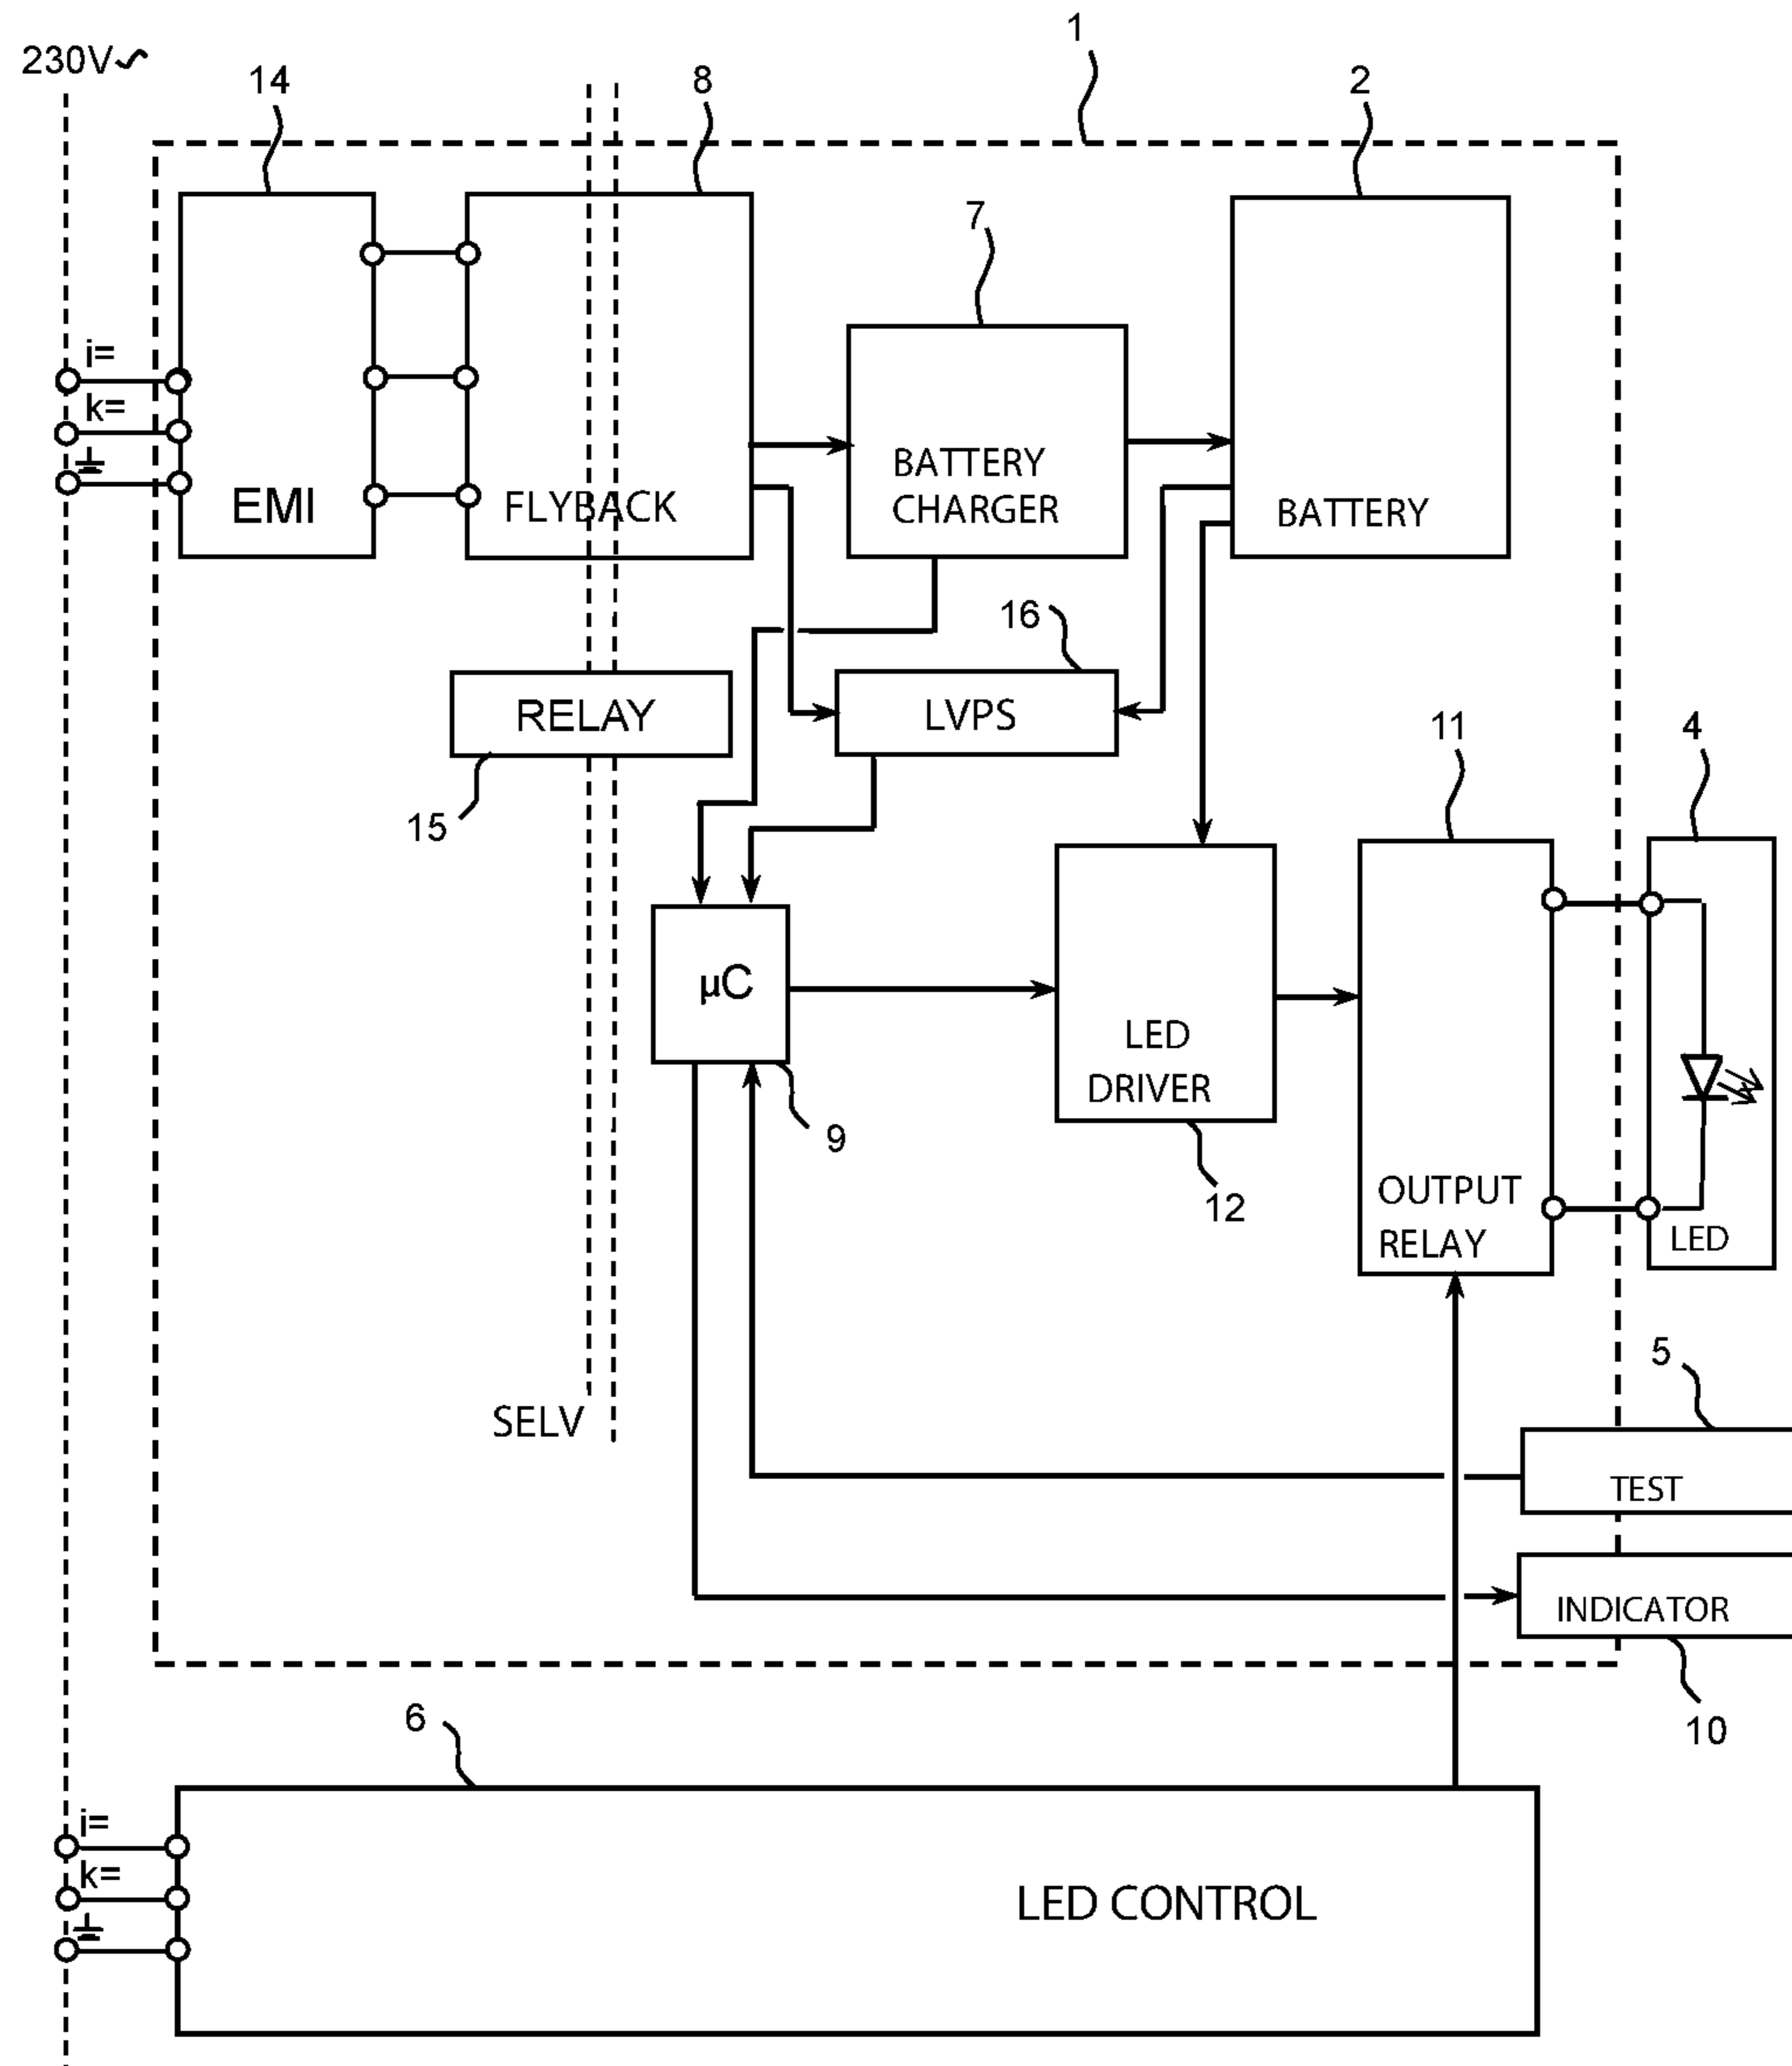 1
230V~
14
8
2
7
i=
k=
BATTERY
CHARGER
EMI
FLYBACK
BATTERY
16
RELAY
LVPS
11
4
15
µC
LED
DRIVER
9
OUTPUT
RELAY
12
LED
5
SELV
TEST
INDICATOR
6
10
i=
k=
LED CONTROL